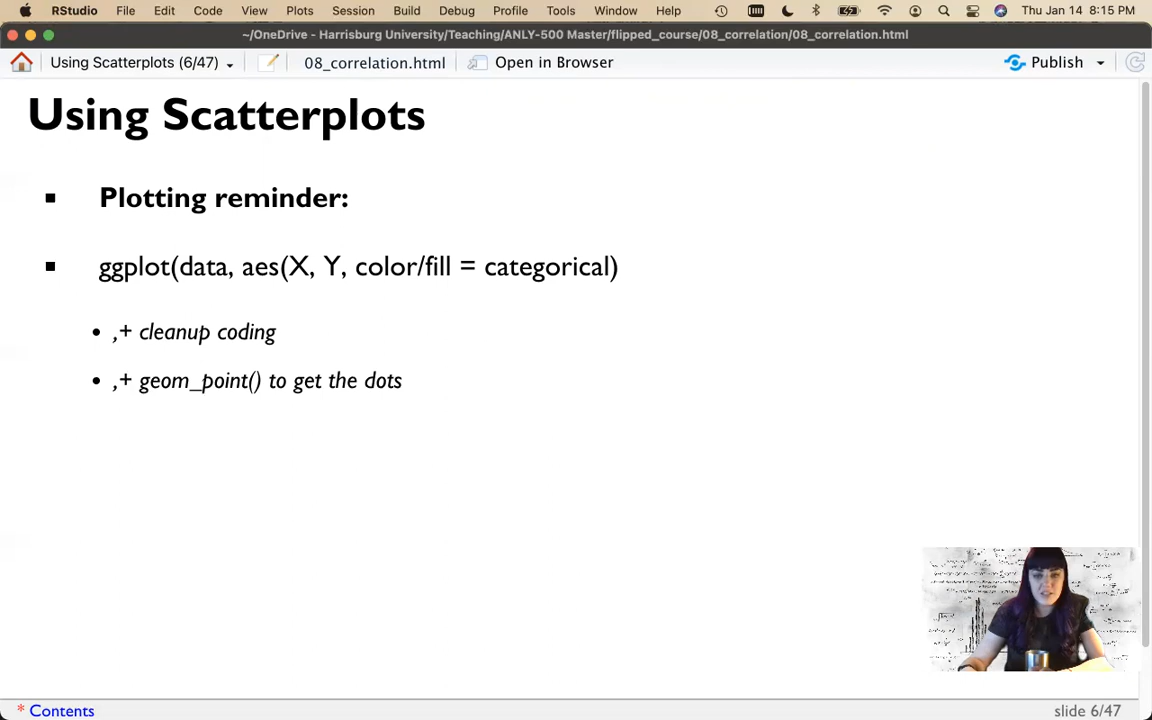 RStudio File Edit Code View Plots Session Build Debug Profile Tools Window Help Thu Jan 14 8:15 PM
~/OneDrive - Harrisburg University/Teaching/ANLY-500 Master/flipped_course/08_correlation/08_correlation.html
Using Scatterplots (6/47) 08_correlation.html Open in Browser Publish
Using Scatterplots
Plotting reminder:
ggplot(data, aes(X, Y, color/fill = categorical)
,+ cleanup coding
,+ geom_point() to get the dots
* Contents slide 6/47